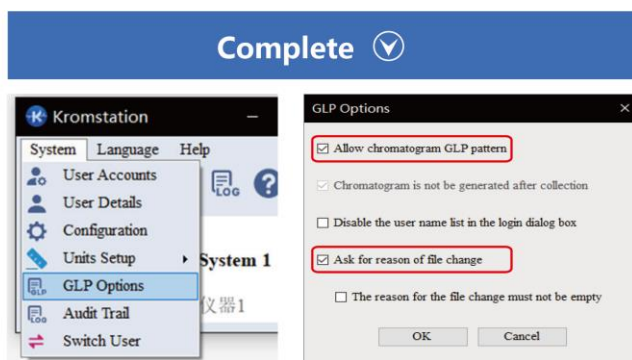 Complete
Kromstation
System Language Help
User Accounts
User Details
Configuration
Units Setup
GLP Options
Audit Trail
Switch User
LOG
System 1
仪器1
GLP
LOG
GLP Options
Allow chromatogram GLP pattern
Chromatogram is not be generated after collection
Disable the user name list in the login dialog box
Ask for reason of file change
The reason for the file change must not be empty
OK Cancel